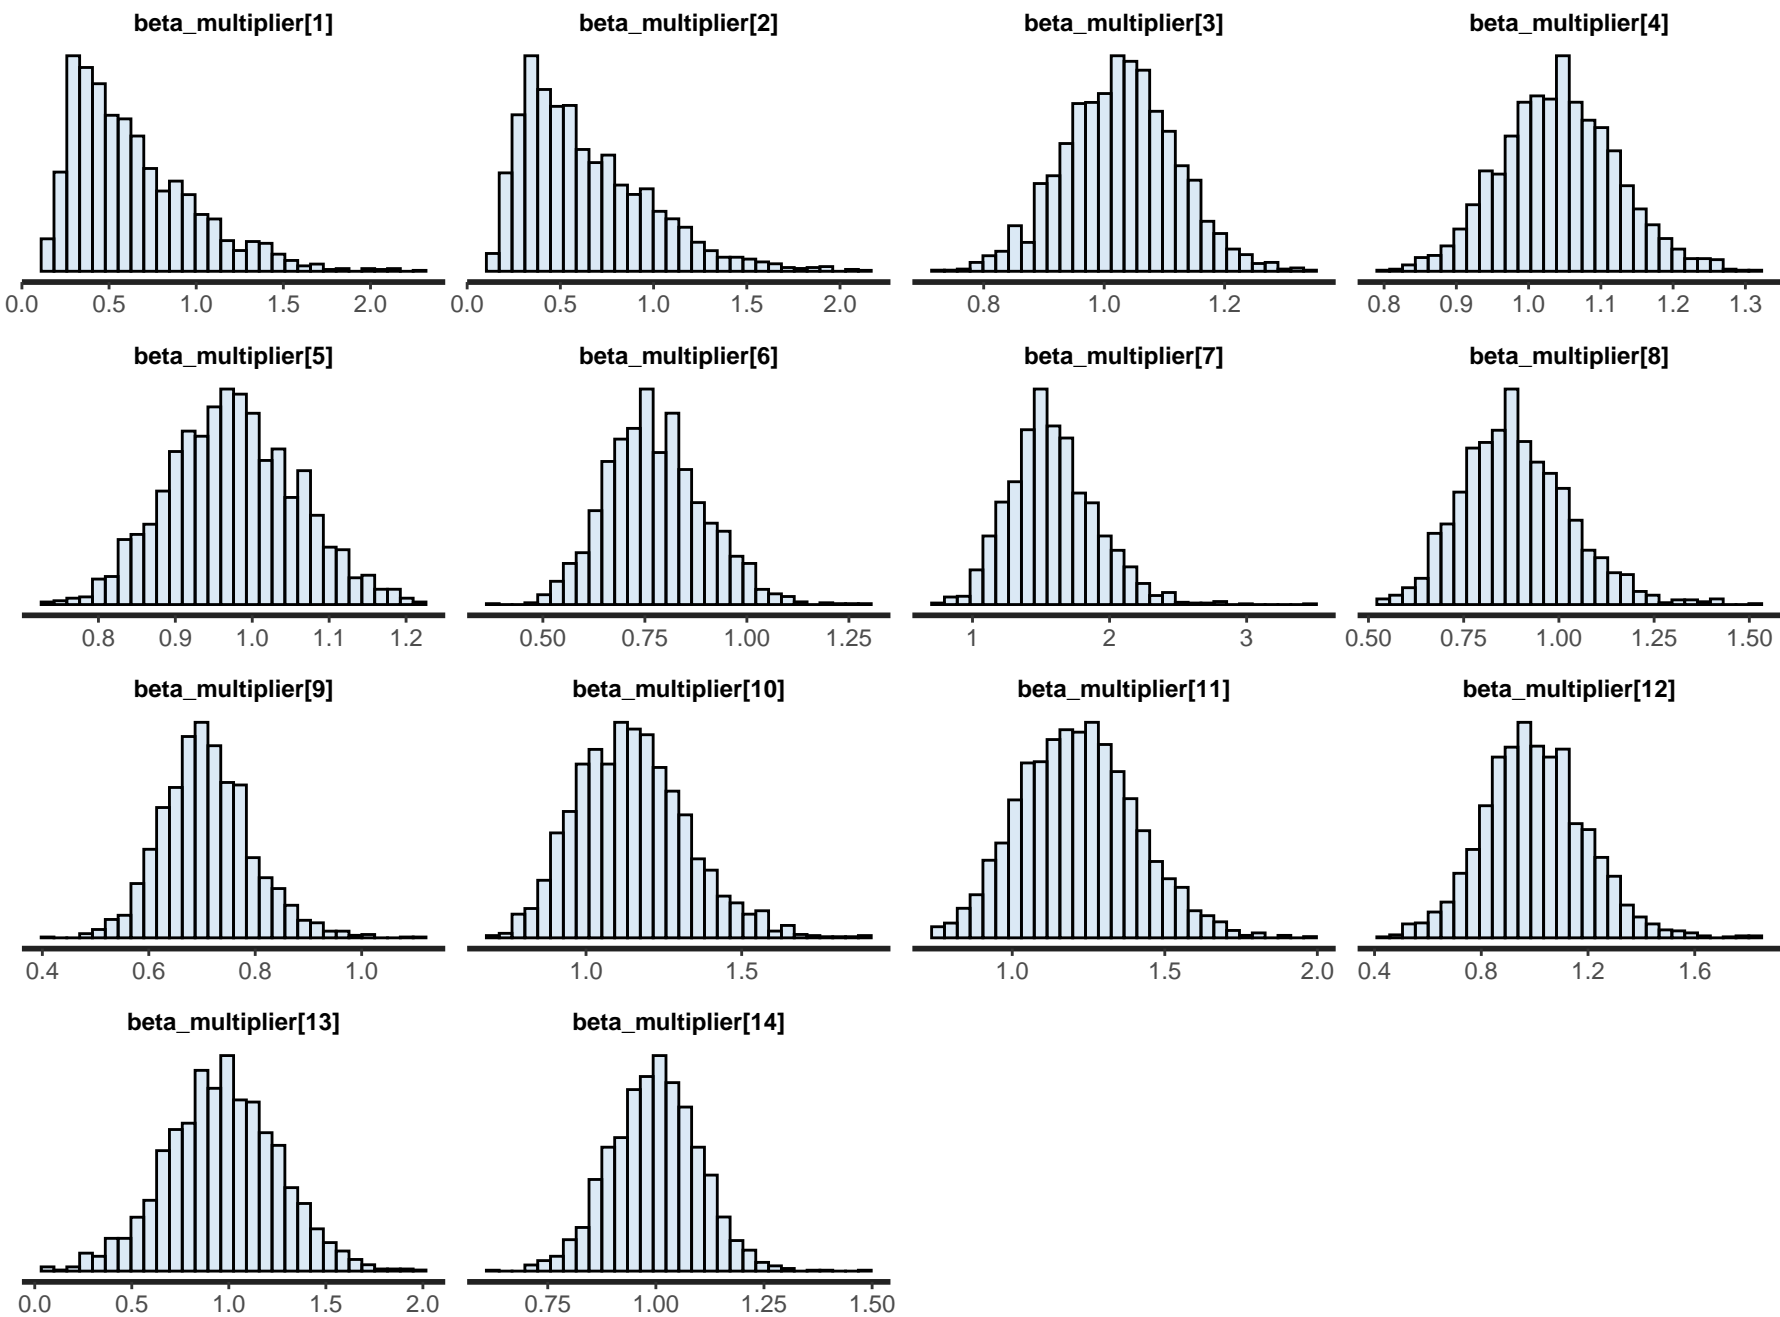 beta_multiplier[1] beta_multiplier[2] beta_multiplier[3] beta_multiplier[4]
0.0 0.5 1.0 1.5 2.0 0.0 0.5 1.0 1.5 2.0 0.8 1.0 1.2 0.8 0.9 1.0 1.1 1.2 1.3
beta_multiplier[5] beta_multiplier[6] beta_multiplier[7] beta_multiplier[8]
0.8 0.9 1.0 1.1 1.2 0.50 0.75 1.00 1.25 1 2 3 0.50 0.75 1.00 1.25 1.50
beta_multiplier[9] beta_multiplier[10] beta_multiplier[11] beta_multiplier[12]
0.4 0.6 0.8 1.0 1.0 1.5 1.0 1.5 2.0 0.4 0.8 1.2 1.6
beta_multiplier[13] beta_multiplier[14]
0.0 0.5 1.0 1.5 2.0 0.75 1.00 1.25 1.50